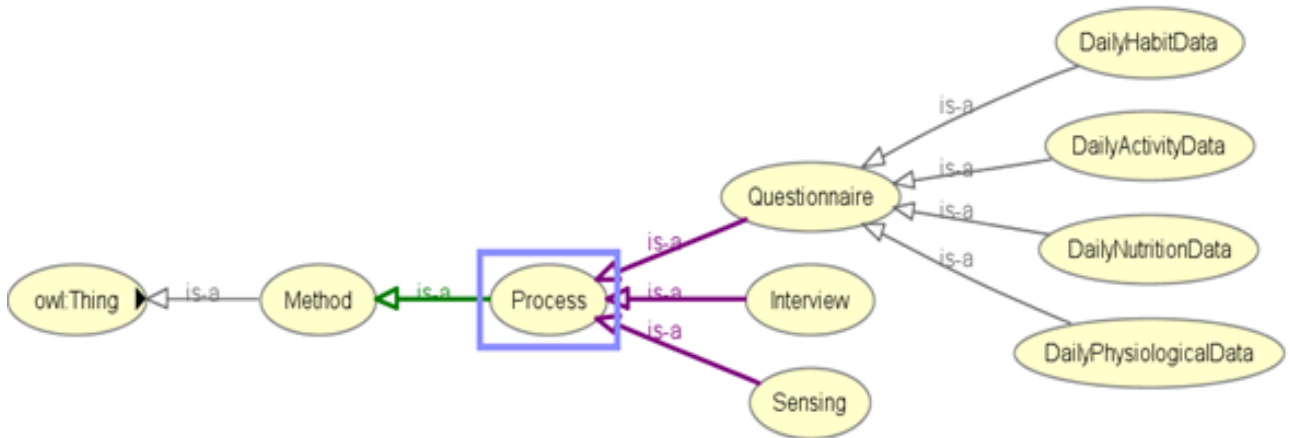 DailyHabitData
is-a
DailyActivityData
is-a
Questionnaire
is-a
DailyNutritionData
is-a
is-a
owl:Thing
is-a
Method
is-a
Process
is-a
Interview
is-a
DailyPhysiologicalData
Sensing